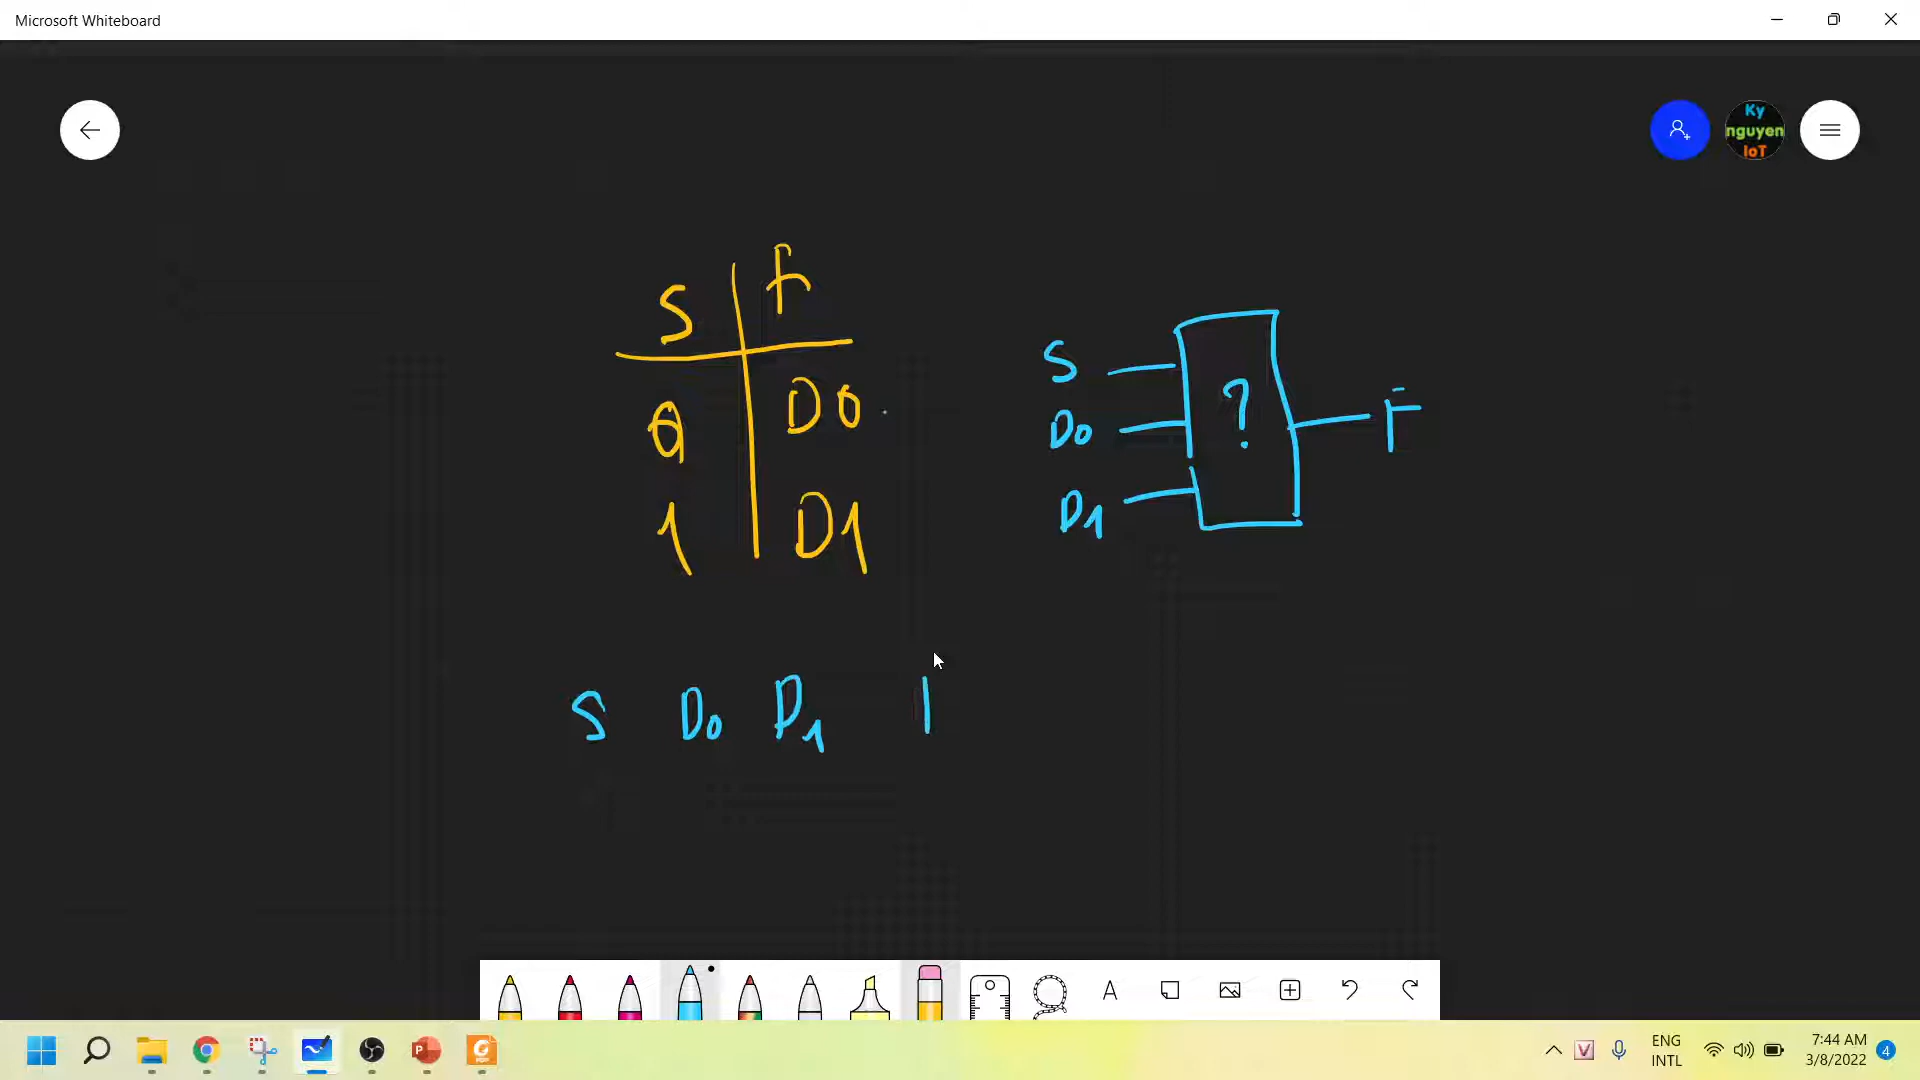 Microsoft Whiteboard
Ky
nguyen
IoT
S F
0 D0
1 D1
S
D0
D1
?
F
S D0 D1
A
V
ENG
INTL
7:44 AM
3/8/2022
4